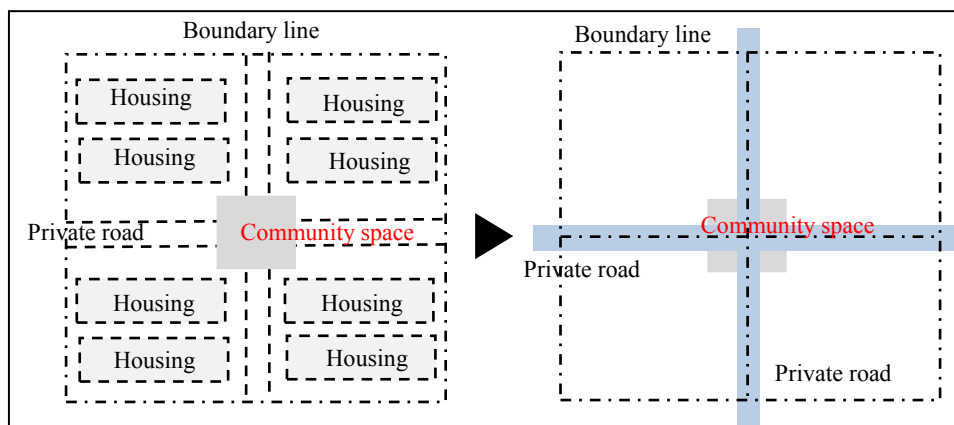 Boundary line
Housing
Housing
Housing
Housing
Private road
Community space
Housing
Housing
Housing
Housing
Boundary line
Community space
Private road
Private road